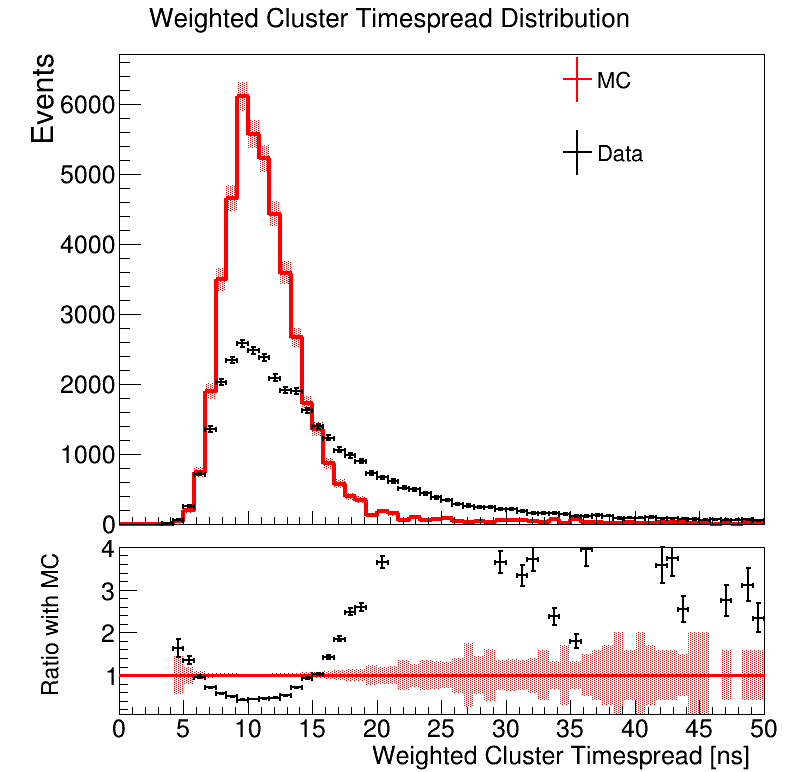 Weighted Cluster Timespread Distribution
Events
6000
5000
4000
3000
2000
1000
0
MC
Data
Ratio with MC
4
3
2
1
0 5 10 15 20 25 30 35 40 45 50
Weighted Cluster Timespread [ns]